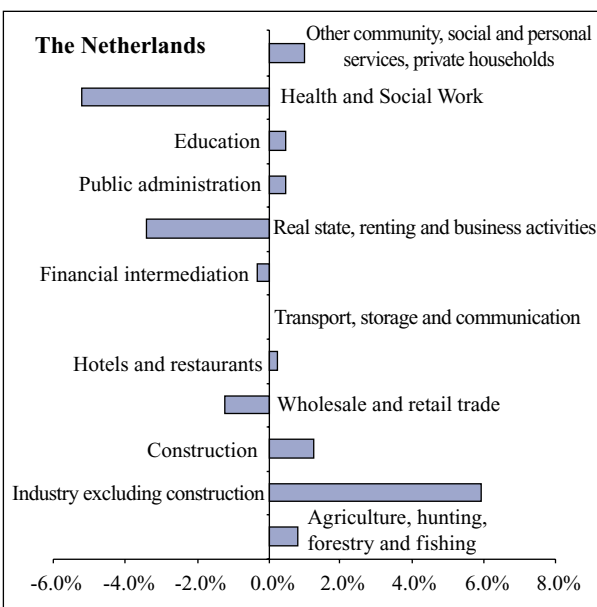 The Netherlands
Other community, social and personal
services, private households
Health and Social Work
Education
Public administration
Real state, renting and business activities
Financial intermediation
Transport, storage and communication
Hotels and restaurants
Wholesale and retail trade
Construction
Industry excluding construction
Agriculture, hunting,
forestry and fishing
-6.0% -4.0% -2.0% 0.0% 2.0% 4.0% 6.0% 8.0%